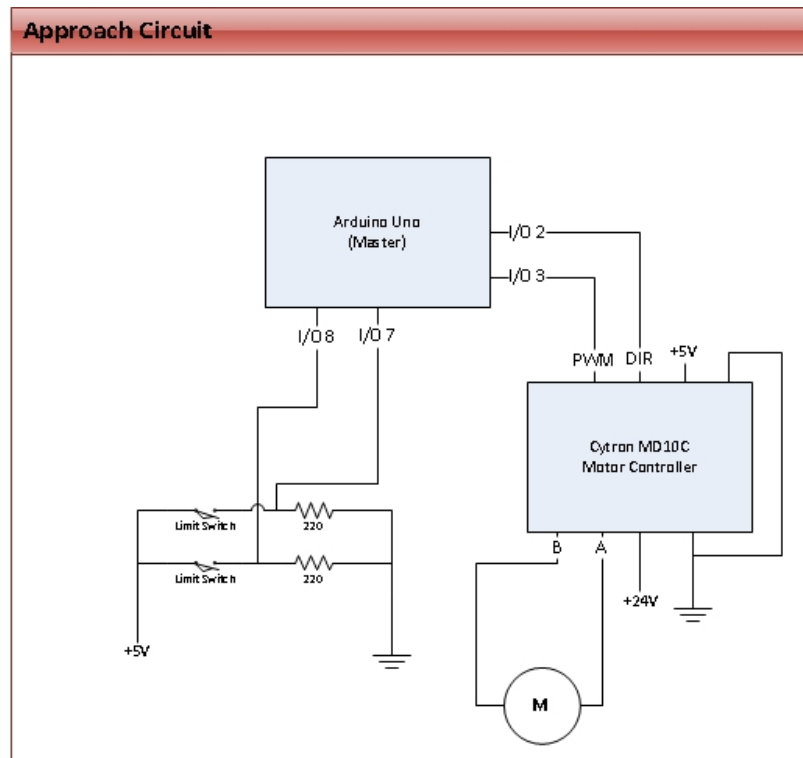 Approach Circuit
Arduino Uno
(Master)
I/O 2
I/O 3
I/O 8
I/O 7
PWM
DIR
+5V
Cytron MD10C
Motor Controller
Limit Switch
220
Limit Switch
220
B
A
+24V
+5V
M